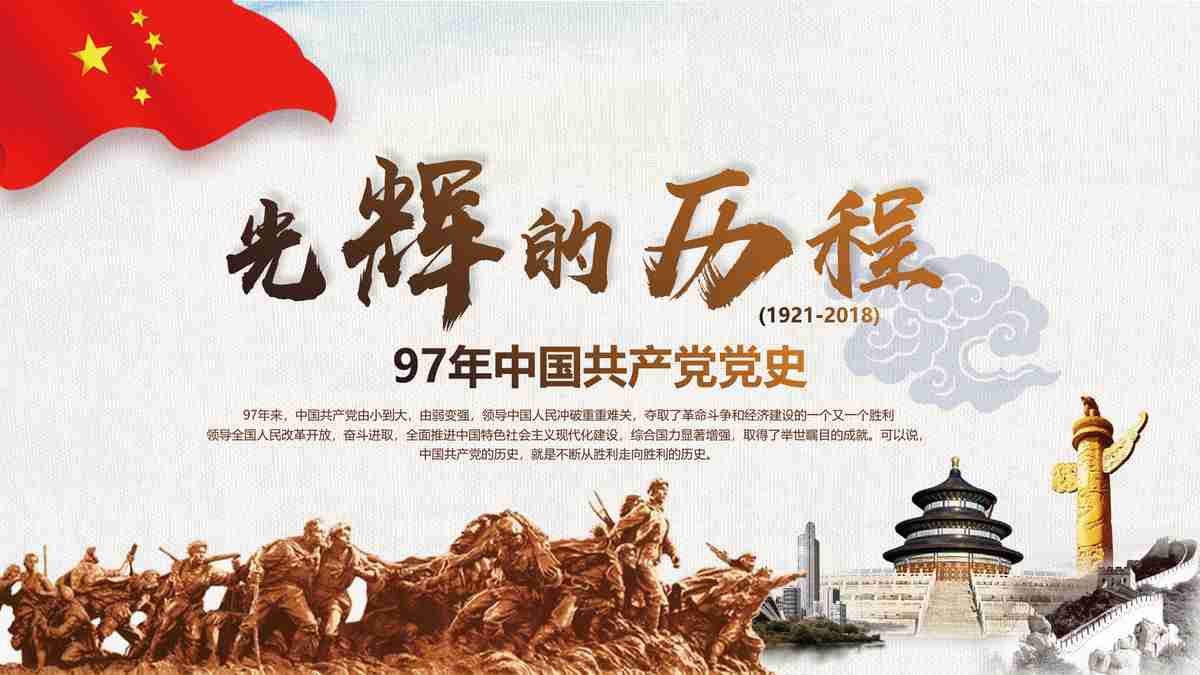 光辉的历程
(1921-2018)
97年中国共产党党史
97年来，中国共产党由小到大，由弱变强，领导中国人民冲破重重难关，夺取了革命斗争和经济建设的一个又一个胜利
领导全国人民改革开放，奋斗进取，全面推进中国特色社会主义现代化建设，综合国力显著增强，取得了举世瞩目的成就。可以说，
中国共产党的历史，就是不断从胜利走向胜利的历史。